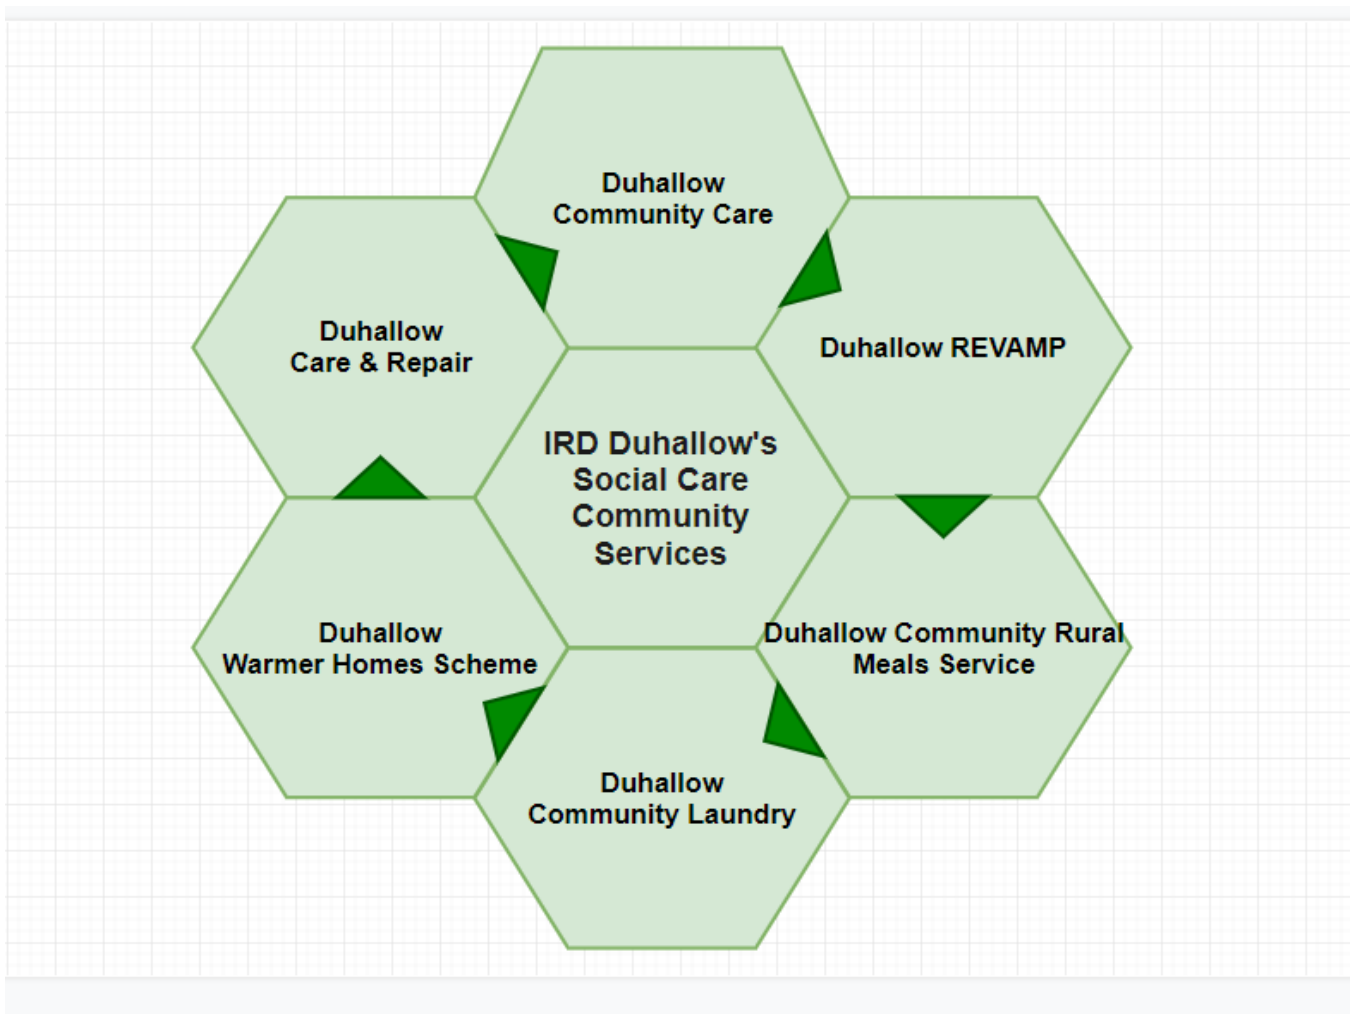 Duhallow
Community Care
Duhallow
Care & Repair
Duhallow REVAMP
IRD Duhallow's
Social Care
Community
Services
Duhallow
Warmer Homes Scheme
Duhallow Community Rural
Meals Service
Duhallow
Community Laundry